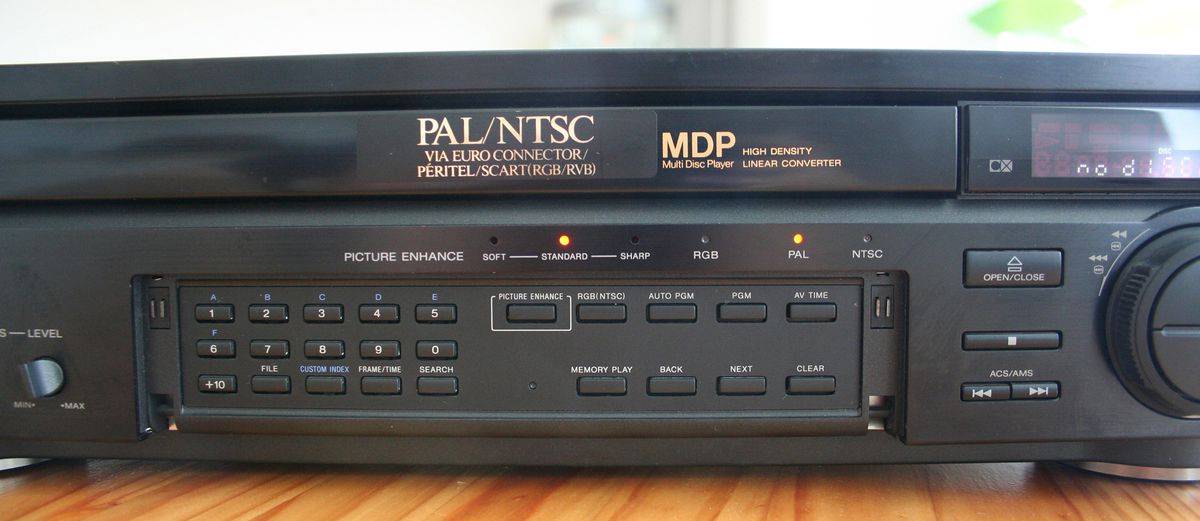 PAL/NTSC
VIA EURO CONNECTOR/
PÉRITEL/SCART(RGB/RVB)
MDP
Multi Disc Player
HIGH DENSITY
LINEAR CONVERTER
CX
DISC
no dISC
PICTURE ENHANCE
SOFT STANDARD SHARP
RGB
PAL
NTSC
OPEN/CLOSE
A B C D E
1 2 3 4 5
F
6 7 8 9 0
FILE CUSTOM INDEX FRAME/TIME SEARCH
+10
PICTURE ENHANCE RGB(NTSC) AUTO PGM PGM AV TIME
MEMORY PLAY BACK NEXT CLEAR
LEVEL
MIN MAX
ACS/AMS